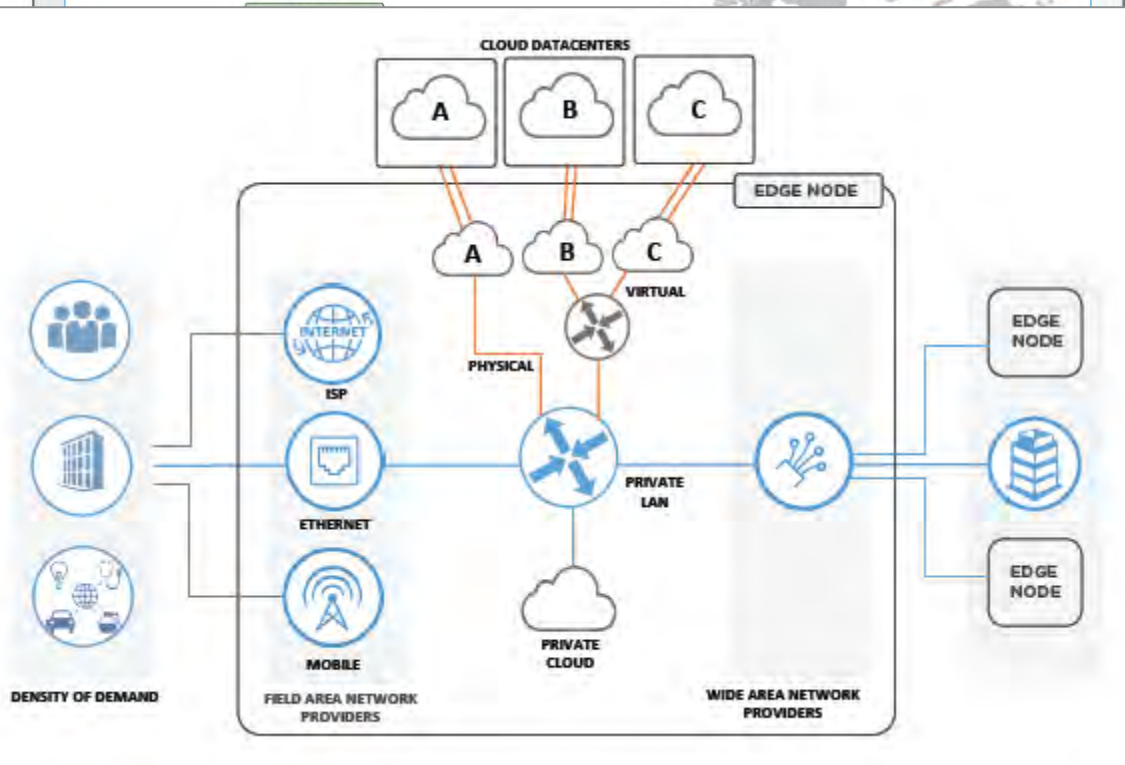 CLOUD DATACENTERS
A
B
C
EDGE NODE
A
B
C
VIRTUAL
INTERNET
ISP
PHYSICAL
EDGE
NODE
PRIVATE
LAN
ETHERNET
EDGE
NODE
PRIVATE
CLOUD
MOBILE
DENSITY OF DEMAND
FIELD AREA NETWORK
PROVIDERS
WIDE AREA NETWORK
PROVIDERS